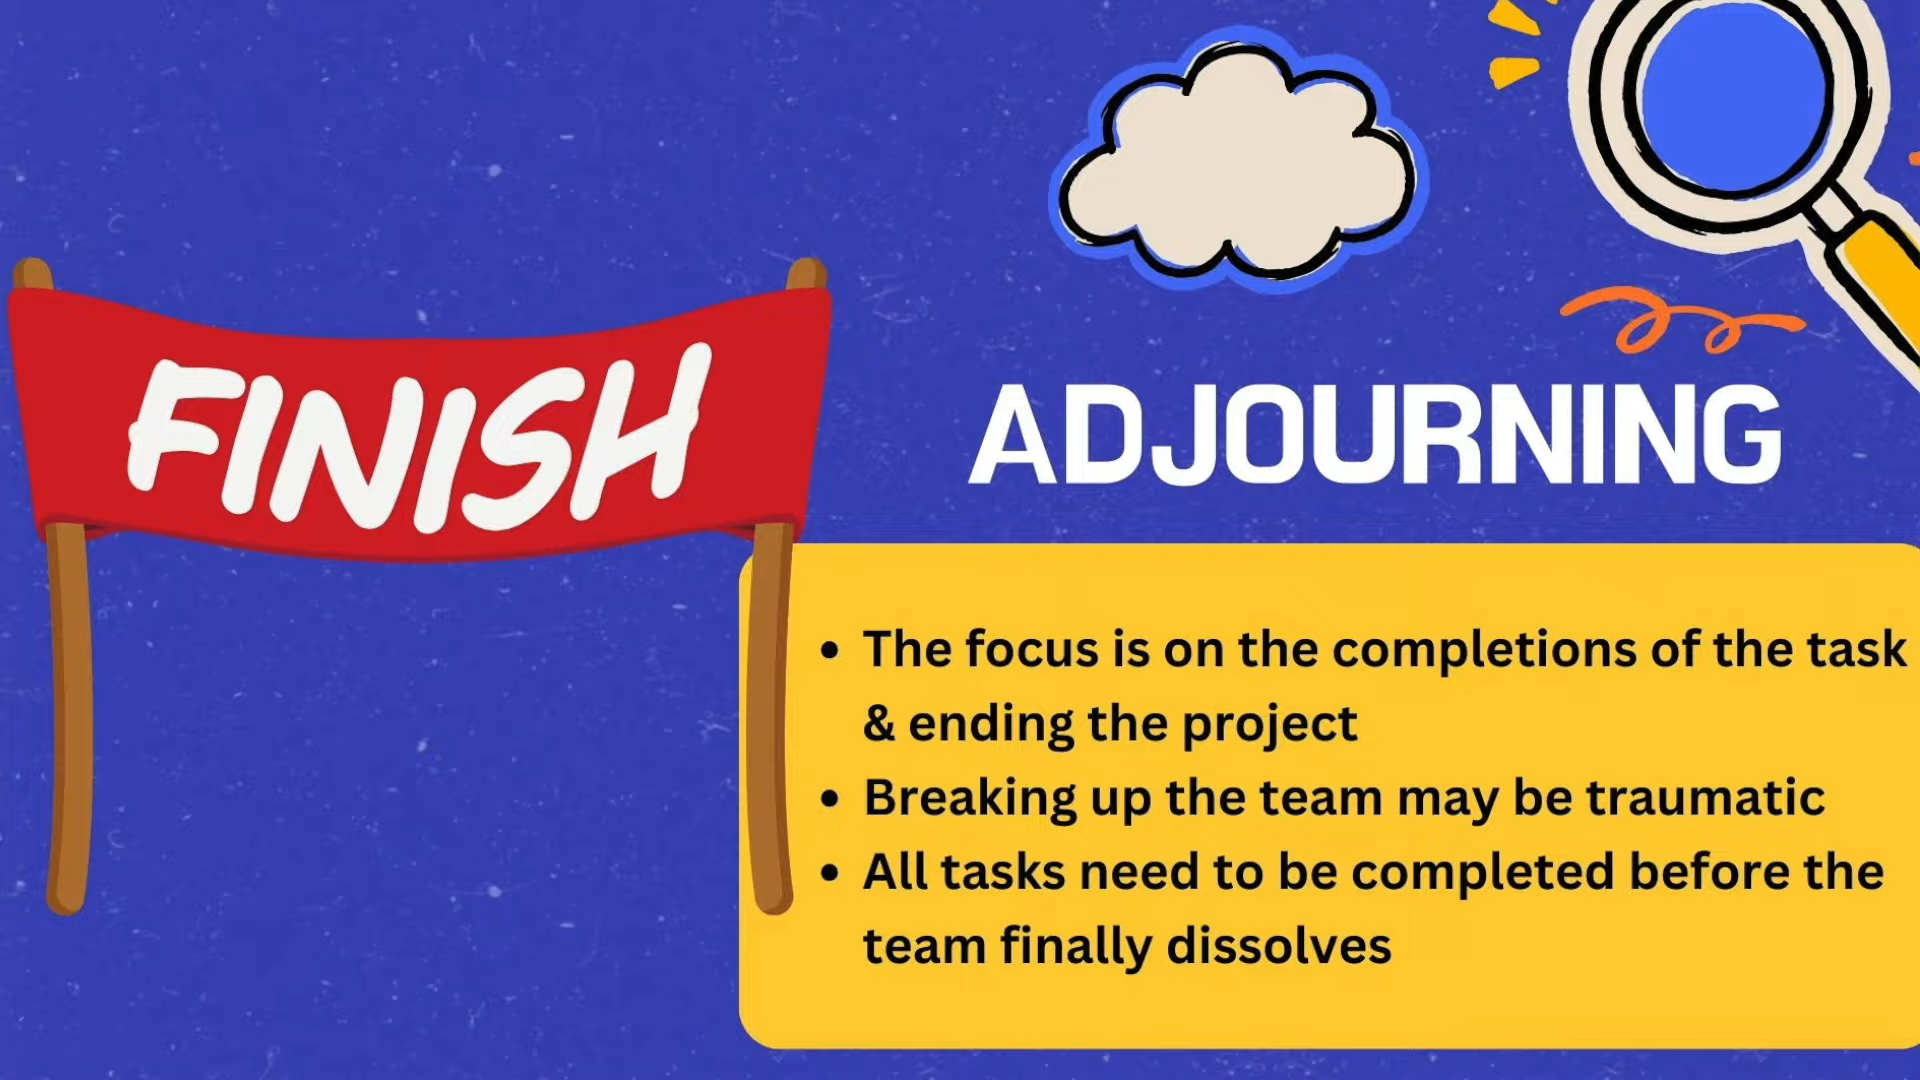 FINISH
ADJOURNING
• The focus is on the completions of the task
& ending the project
• Breaking up the team may be traumatic
• All tasks need to be completed before the
team finally dissolves